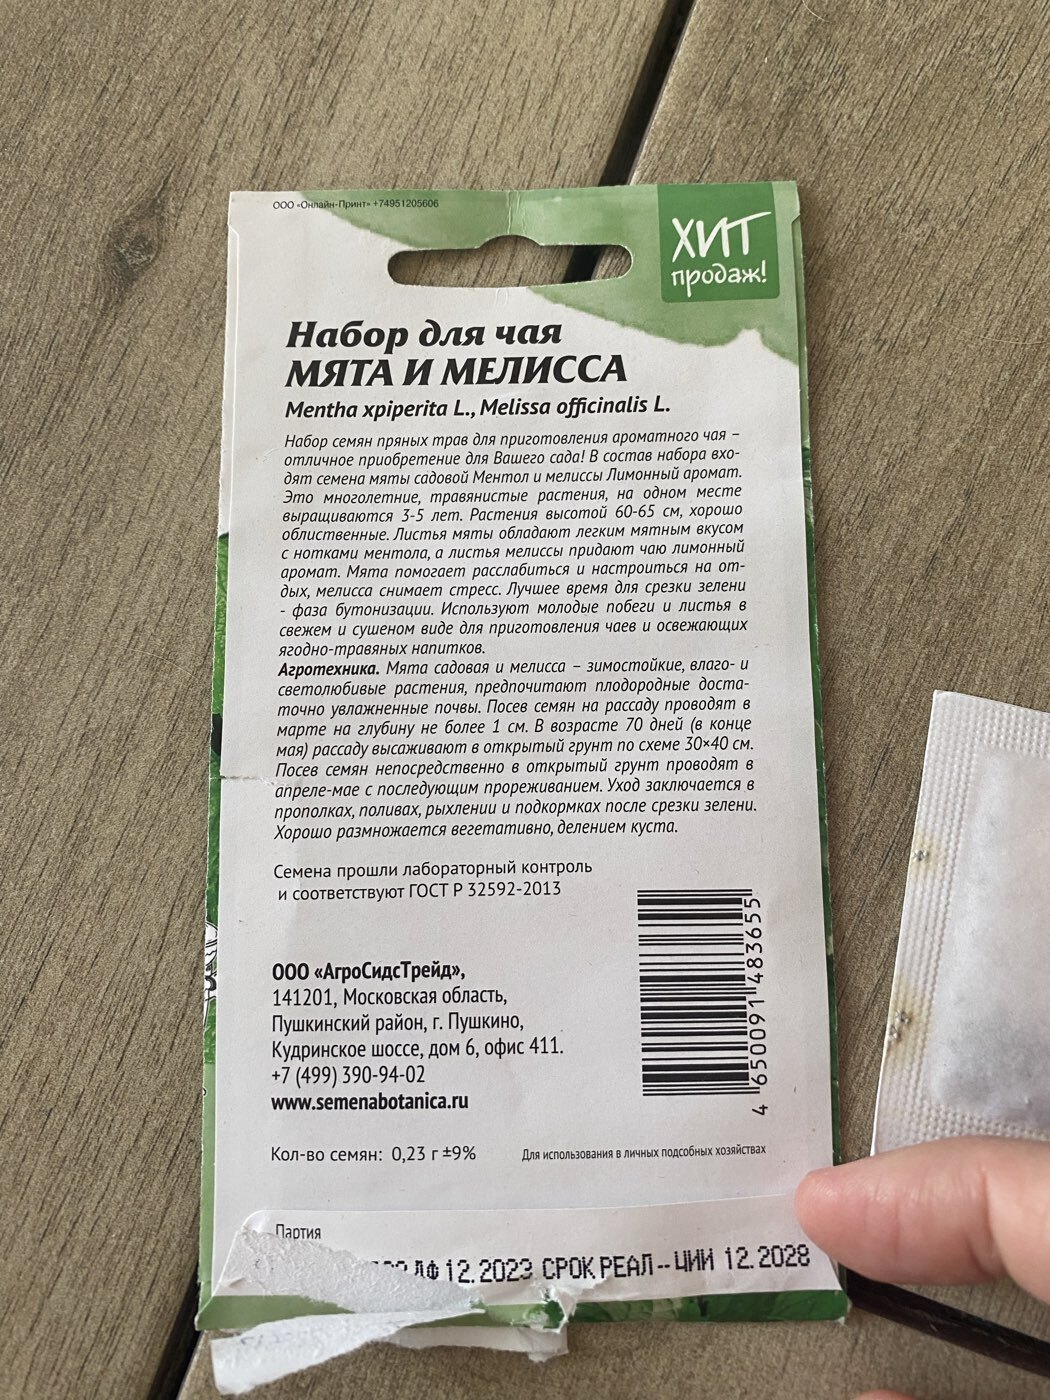 ООО «Онлайн-Принт» +74951205606
ХИТ
продаж!
Набор для чая
МЯТА И МЕЛИССА
Mentha xpiperita L., Melissa officinalis L.
Набор семян пряных трав для приготовления ароматного чая –
отличное приобретение для Вашего сада! В состав набора вхо-
дят семена мяты садовой Ментол и мелиссы Лимонный аромат.
Это многолетние, травянистые растения, на одном месте
выращиваются 3-5 лет. Растения высотой 60-65 см, хорошо
облиственные. Листья мяты обладают легким мятным вкусом
с нотками ментола, а листья мелиссы придают чаю лимонный
аромат. Мята помогает расслабиться и настроиться на от-
дых, мелисса снимает стресс. Лучшее время для срезки зелени
- фаза бутонизации. Используют молодые побеги и листья в
свежем и сушеном виде для приготовления чаев и освежающих
ягодно-травяных напитков.
Агротехника. Мята садовая и мелисса – зимостойкие, влаго- и
светолюбивые растения, предпочитают плодородные доста-
точно увлажненные почвы. Посев семян на рассаду проводят в
марте на глубину не более 1 см. В возрасте 70 дней (в конце
мая) рассаду высаживают в открытый грунт по схеме 30×40 см.
Посев семян непосредственно в открытый грунт проводят в
апреле-мае с последующим прореживанием. Уход заключается в
прополках, поливах, рыхлении и подкормках после срезки зелени.
Хорошо размножается вегетативно, делением куста.
Семена прошли лабораторный контроль
и соответствуют ГОСТ Р 32592-2013
ООО «АгроСидсТрейд»,
141201, Московская область,
Пушкинский район, г. Пушкино,
Кудринское шоссе, дом 6, офис 411.
+7 (499) 390-94-02
www.semenabotanica.ru
4 650091 483655
Кол-во семян: 0,23 г ±9%
Для использования в личных подсобных хозяйствах
Партия
12.2023 СРОК РЕАЛ--ЦИИ 12.2028